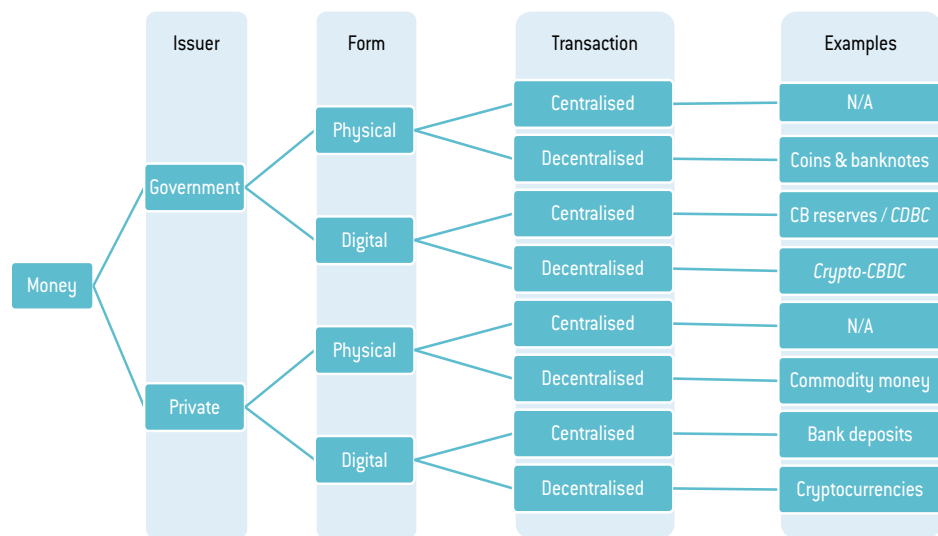 Issuer
Form
Transaction
Examples
Centralised
N/A
Physical
Decentralised
Coins & banknotes
Government
Centralised
CB reserves / CDBC
Digital
Decentralised
Crypto-CBDC
Money
Centralised
N/A
Physical
Decentralised
Commodity money
Private
Centralised
Bank deposits
Digital
Decentralised
Cryptocurrencies